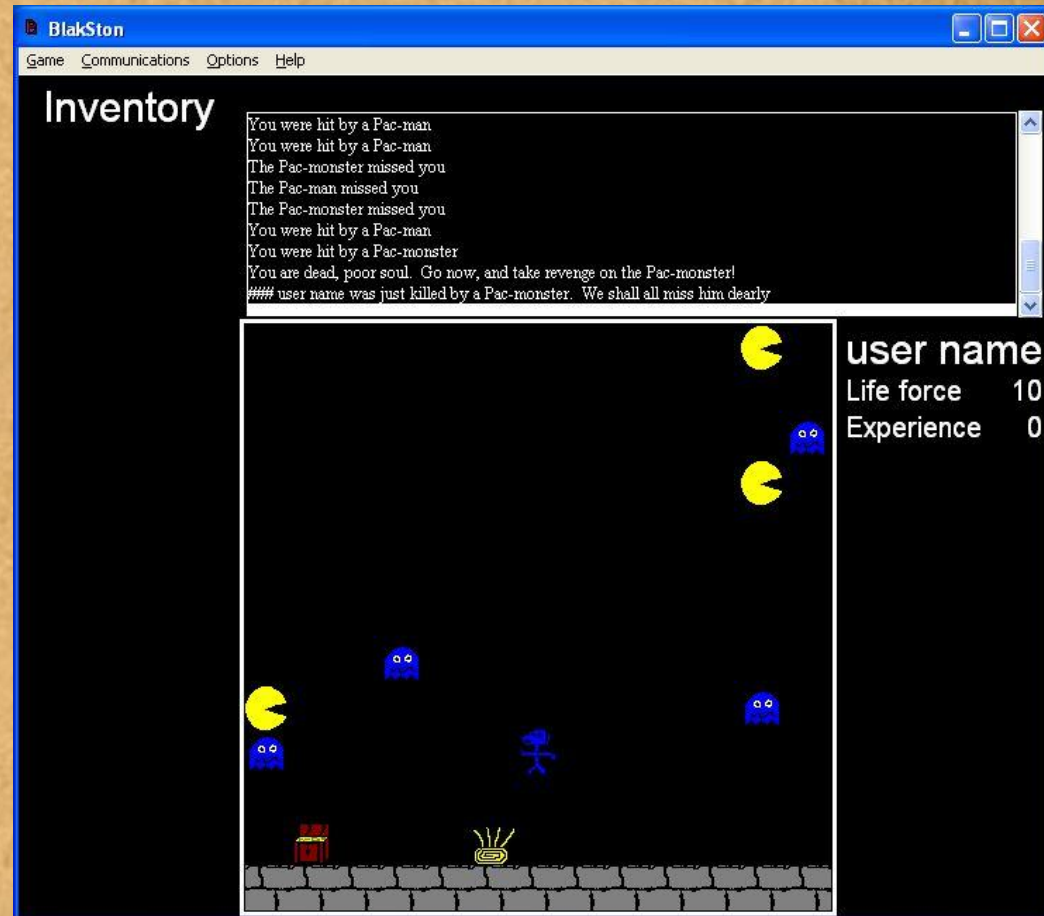 BlakSton
Game Communications Options Help
Inventory
You were hit by a Pac-man
You were hit by a Pac-man
The Pac-monster missed you
The Pac-man missed you
The Pac-monster missed you
You were hit by a Pac-man
You were hit by a Pac-monster
You are dead, poor soul. Go now, and take revenge on the Pac-monster!
### user name was just killed by a Pac-monster. We shall all miss him dearly
user name
Life force 10
Experience 0